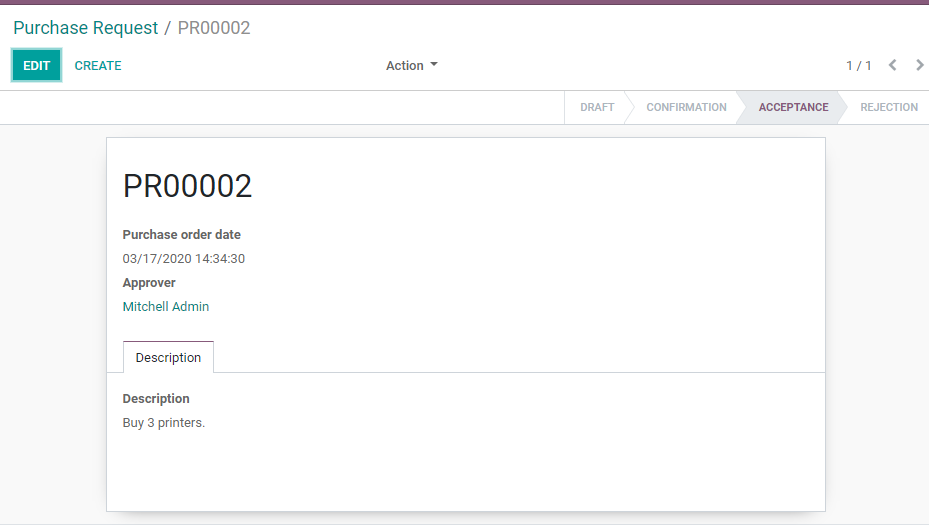 Purchase Request / PR00002
EDIT CREATE Action 1 / 1
DRAFT CONFIRMATION ACCEPTANCE REJECTION
PR00002
Purchase order date
03/17/2020 14:34:30
Approver
Mitchell Admin
Description
Description
Buy 3 printers.